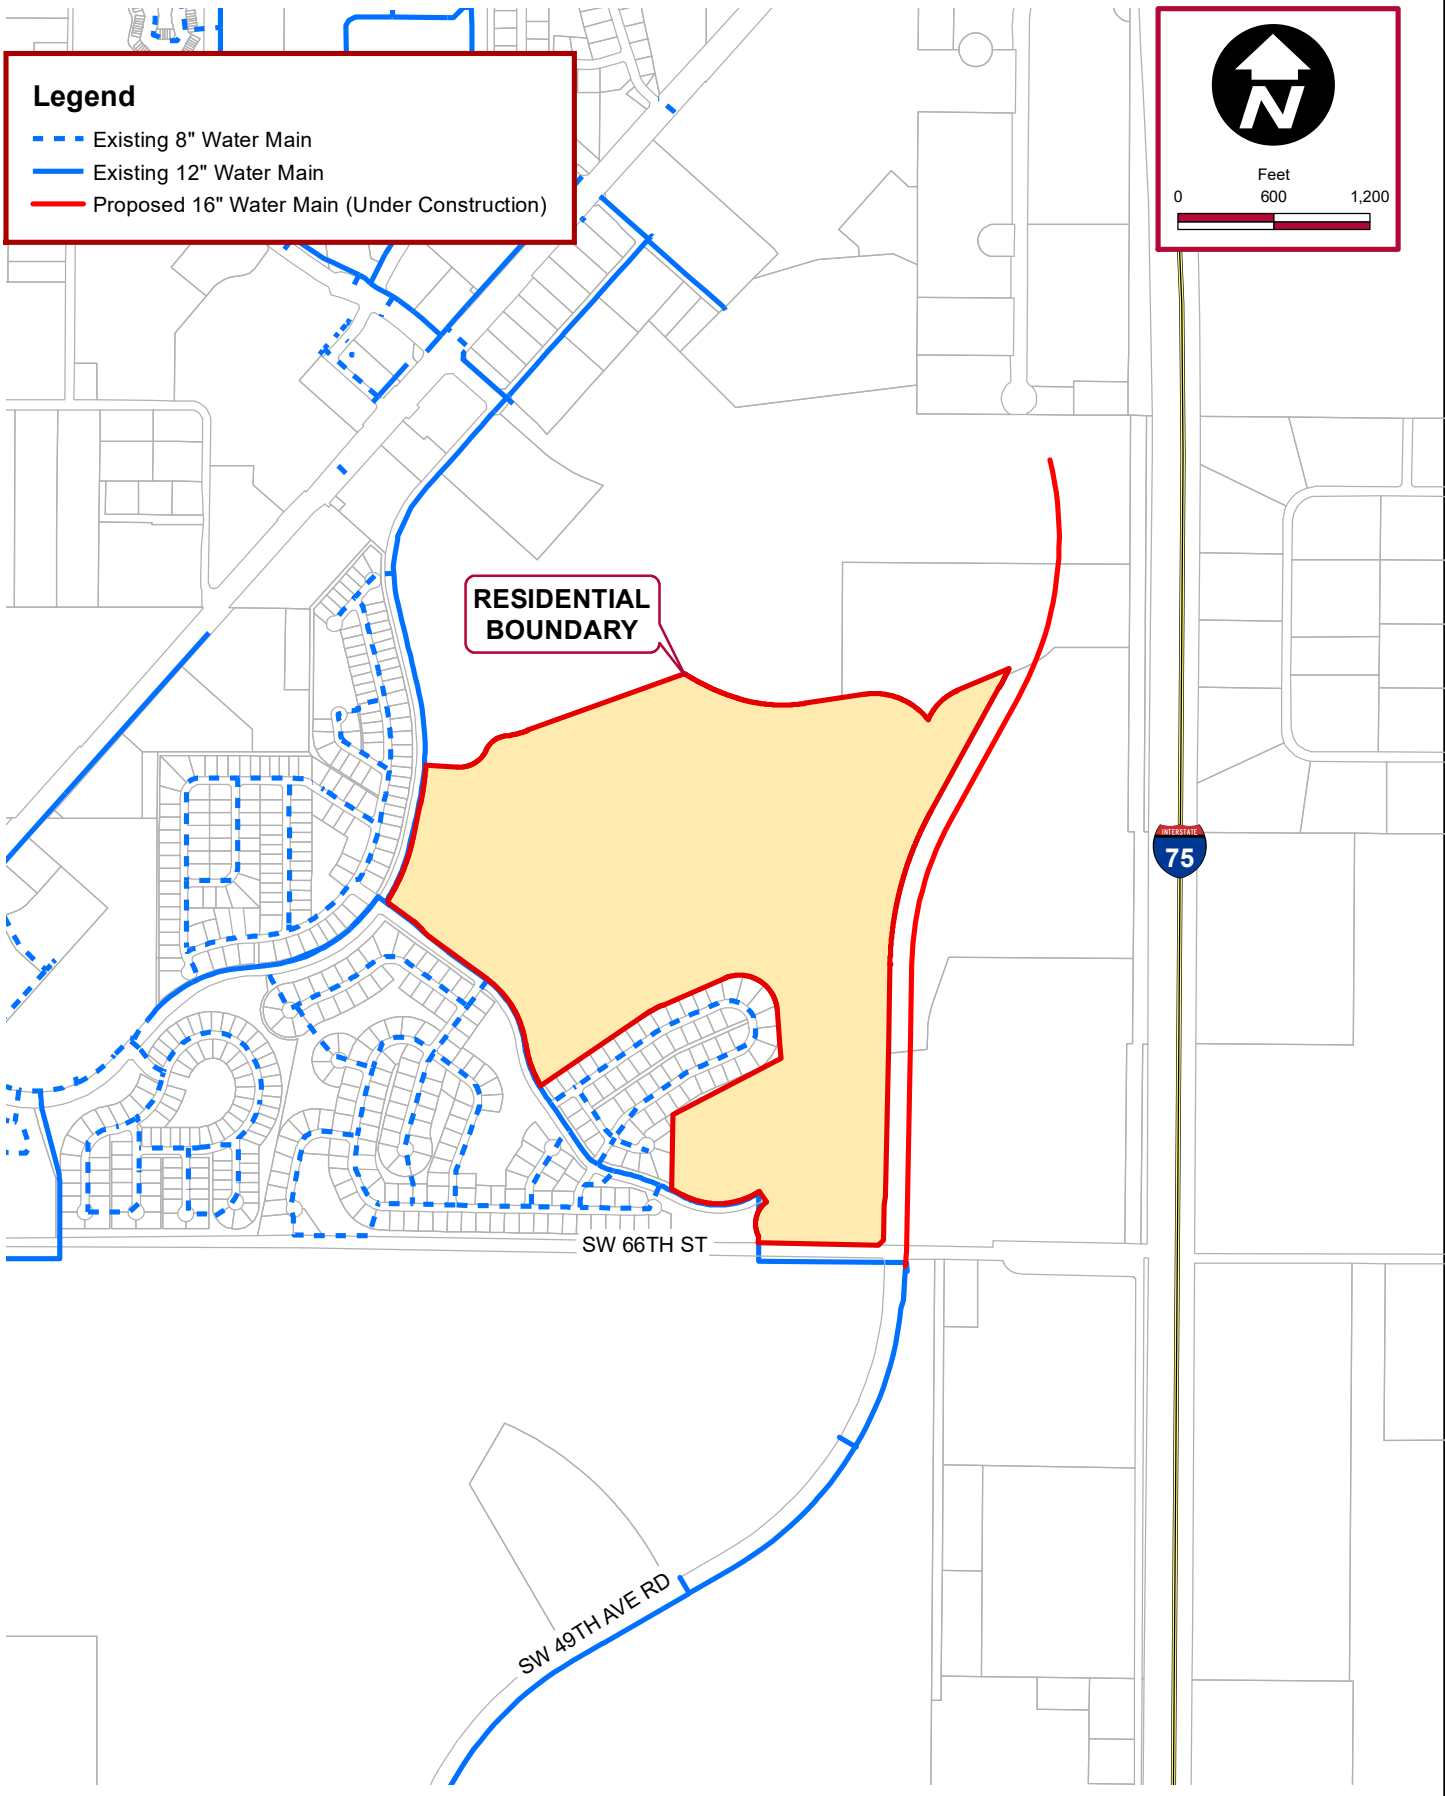 Legend
Existing 8" Water Main
Existing 12" Water Main
Proposed 16" Water Main (Under Construction)
N
Feet
0 600 1,200
RESIDENTIAL
BOUNDARY
INTERSTATE
75
SW 66TH ST
SW 49TH AVE RD